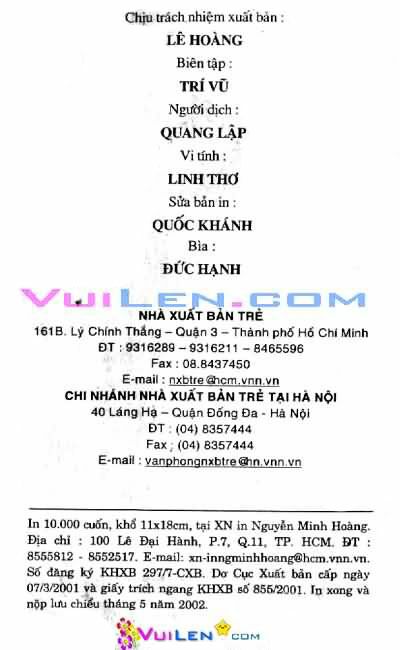 Chịu trách nhiệm xuất bản :
LÊ HOÀNG
Biên tập :
TRÍ VŨ
Người dịch :
QUANG LẬP
Vi tính :
LINH THƠ
Sửa bản in :
QUỐC KHÁNH
Bìa :
ĐỨC HẠNH
VUILEN.COM
NHÀ XUẤT BẢN TRẺ
161B. Lý Chính Thắng – Quận 3 – Thành phố Hồ Chí Minh
ĐT : 9316289 – 9316211 – 8465596
Fax : 08.8437450
E-mail : nxbtre@hcm.vnn.vn
CHI NHÁNH NHÀ XUẤT BẢN TRẺ TẠI HÀ NỘI
40 Láng Hạ – Quận Đống Đa - Hà Nội
ĐT : (04) 8357444
Fax : (04) 8357444
E-mail : vanphongnxbtre@hn.vnn.vn
In 10.000 cuốn, khổ 11x18cm, tại XN in Nguyễn Minh Hoàng.
Địa chỉ : 100 Lê Đại Hành, P.7, Q.11, TP. HCM. ĐT :
8555812 - 8552517. E-mail: xn-inngminhhoang@hcm.vnn.vn.
Số đăng ký KHXB 297/7-CXB. Do Cục Xuất bản cấp ngày
07/3/2001 và giấy trích ngang KHXB số 855/2001. In xong và
nộp lưu chiểu tháng 5 năm 2002.
VUILEN.COM